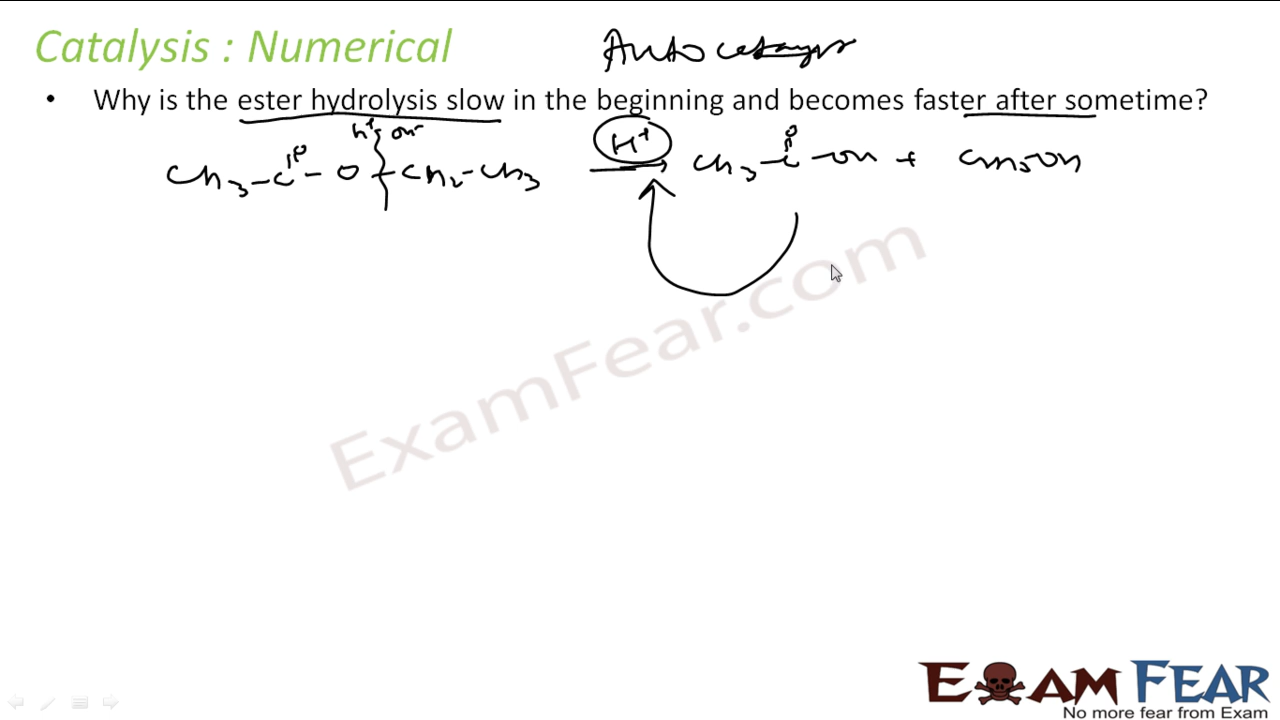 Catalysis : Numerical
Autocatalyst
• Why is the ester hydrolysis slow in the beginning and becomes faster after sometime?
H+ OH-
O
H+
O
CH3-C-O-CH2-CH3
CH3-C-OH + C2H5OH
ExamFear.com
EXAM FEAR
No more fear from Exam